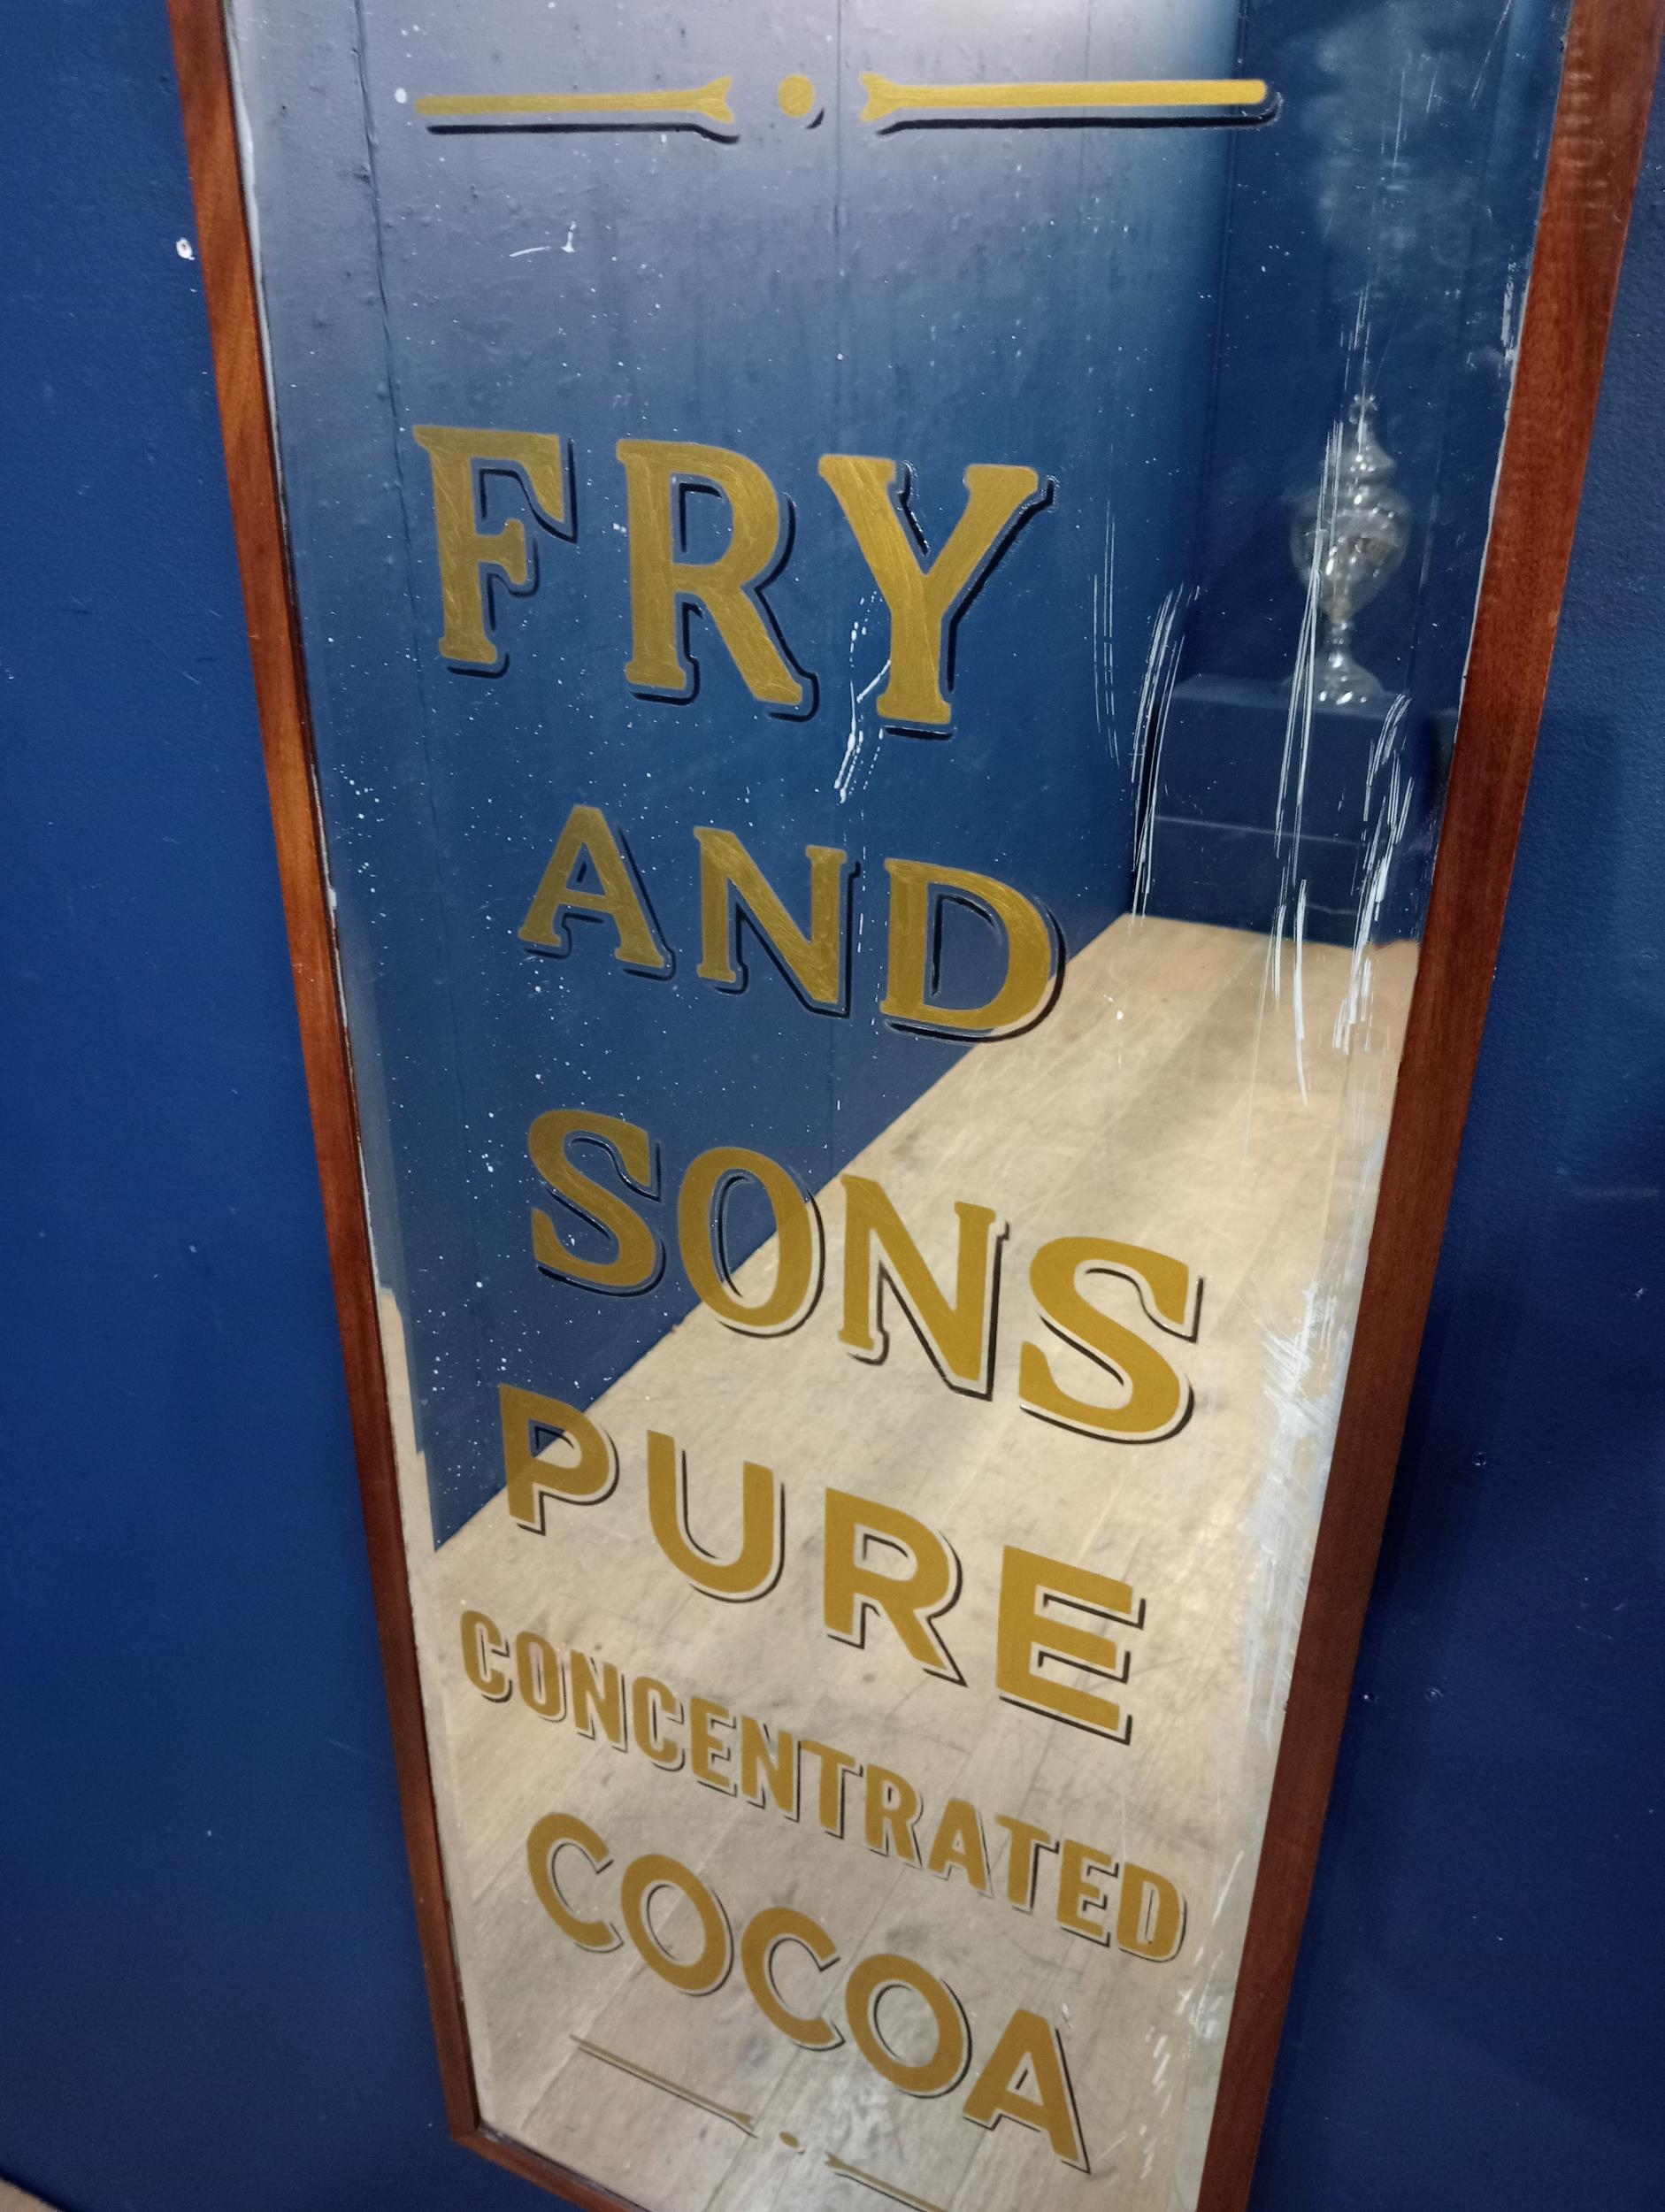 FRY
AND
SONS
PURE
CONCENTRATED
COCOA